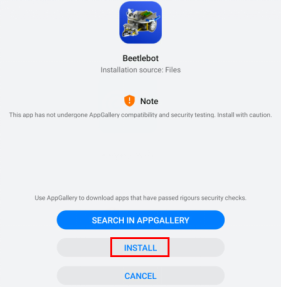 Beetlebot
Installation source: Files
Note
This app has not undergone AppGallery compatibility and security testing. Install with caution.
Use AppGallery to download apps that have passed rigours security checks.
SEARCH IN APPGALLERY
INSTALL
CANCEL